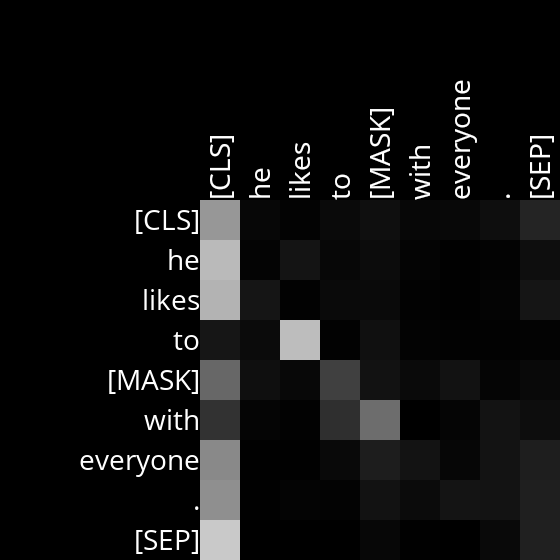 [CLS] he likes to [MASK] with everyone . [SEP]
[CLS]
he
likes
to
[MASK]
with
everyone
.
[SEP]